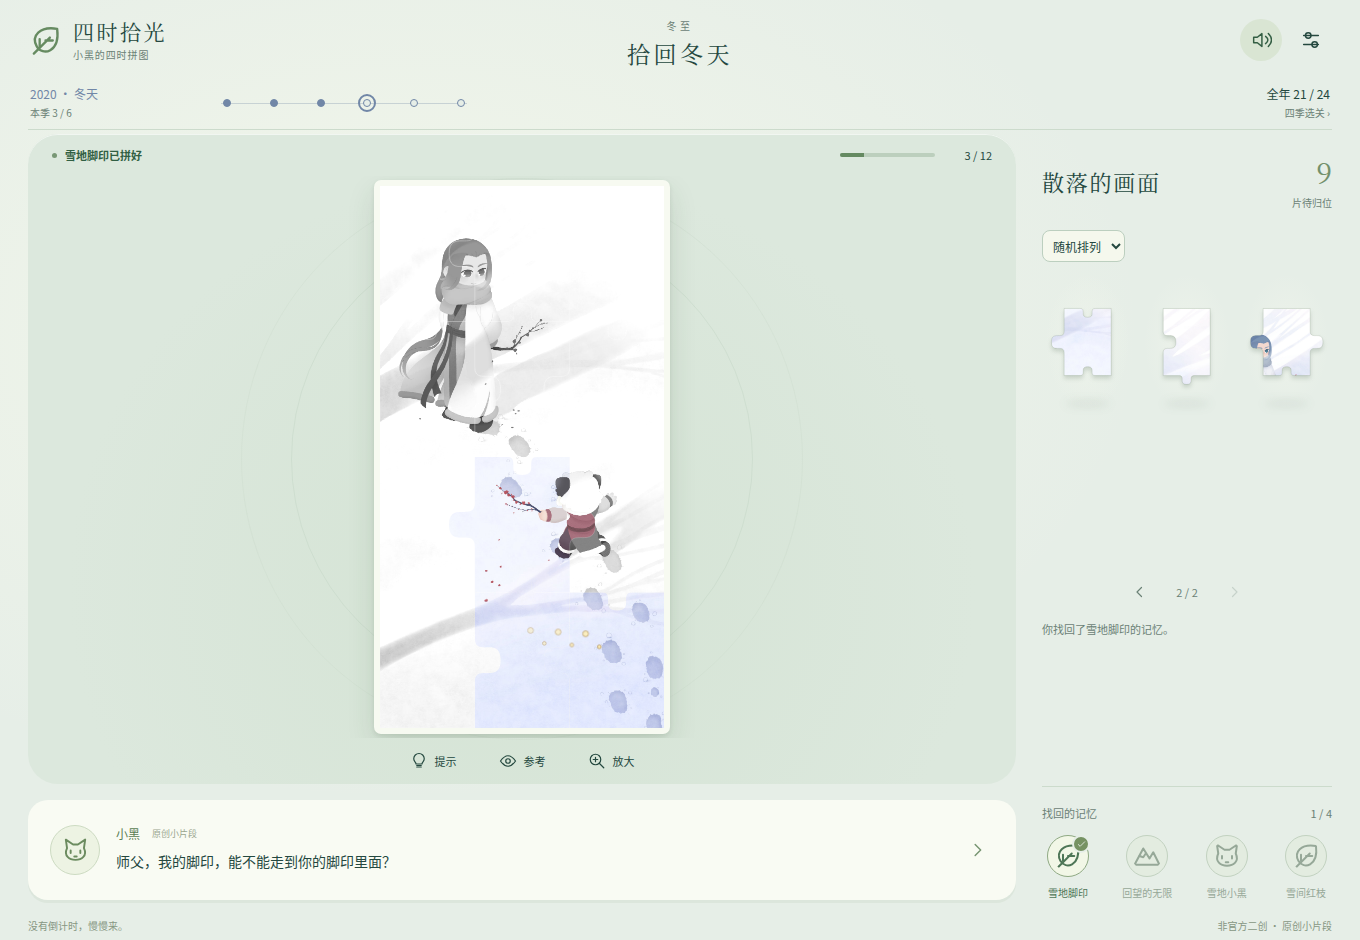 四时拾光
小黑的四时拼图
冬至
拾回冬天
2020 · 冬天
本季 3 / 6
全年 21 / 24
四季选关 ›
雪地脚印已拼好
3 / 12
散落的画面
9
片待归位
随机排列
2 / 2
你找回了雪地脚印的记忆。
提示
参考
放大
小黑 原创小片段
师父，我的脚印，能不能走到你的脚印里面？
找回的记忆
1 / 4
雪地脚印
回望的无限
雪地小黑
雪间红枝
没有倒计时，慢慢来。
非官方二创 · 原创小片段